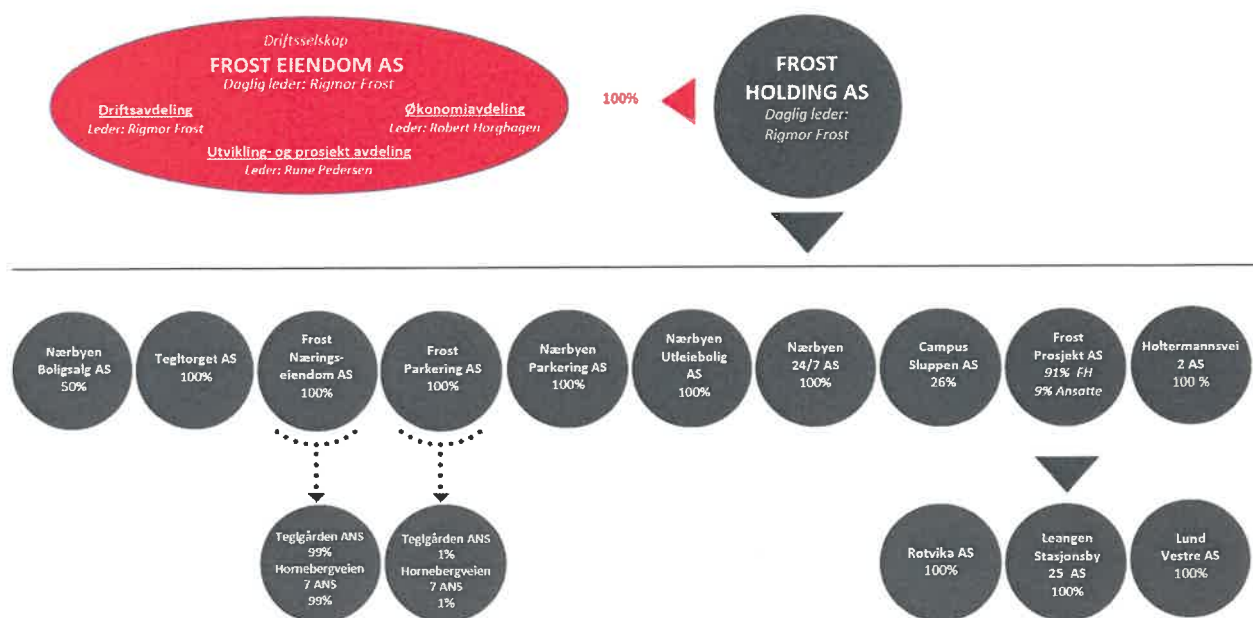 Driftsselskap
FROST EIENDOM AS
Daglig leder: Rigmor Frost
Driftsavdeling
Leder: Rigmor Frost
Økonomiavdeling
Leder: Robert Horghagen
Utvikling- og prosjekt avdeling
Leder: Rune Pedersen
100%
FROST
HOLDING AS
Daglig leder:
Rigmor Frost
Nærbyen
Boligsalg AS
50%
Tegltorget AS
100%
Frost
Nærings-
eiendom AS
100%
Frost
Parkering AS
100%
Nærbyen
Parkering AS
100%
Nærbyen
Utleiebolig
AS
100%
Nærbyen
24/7 AS
100%
Campus
Sluppen AS
26%
Frost
Prosjekt AS
91% FH
9% Ansatte
Holtermannsvei
2 AS
100 %
Teglgården ANS
99%
Hornebergveien
7 ANS
99%
Teglgården ANS
1%
Hornebergveien
7 ANS
1%
Rotvika AS
100%
Leangen
Stasjonsby
25 AS
100%
Lund
Vestre AS
100%